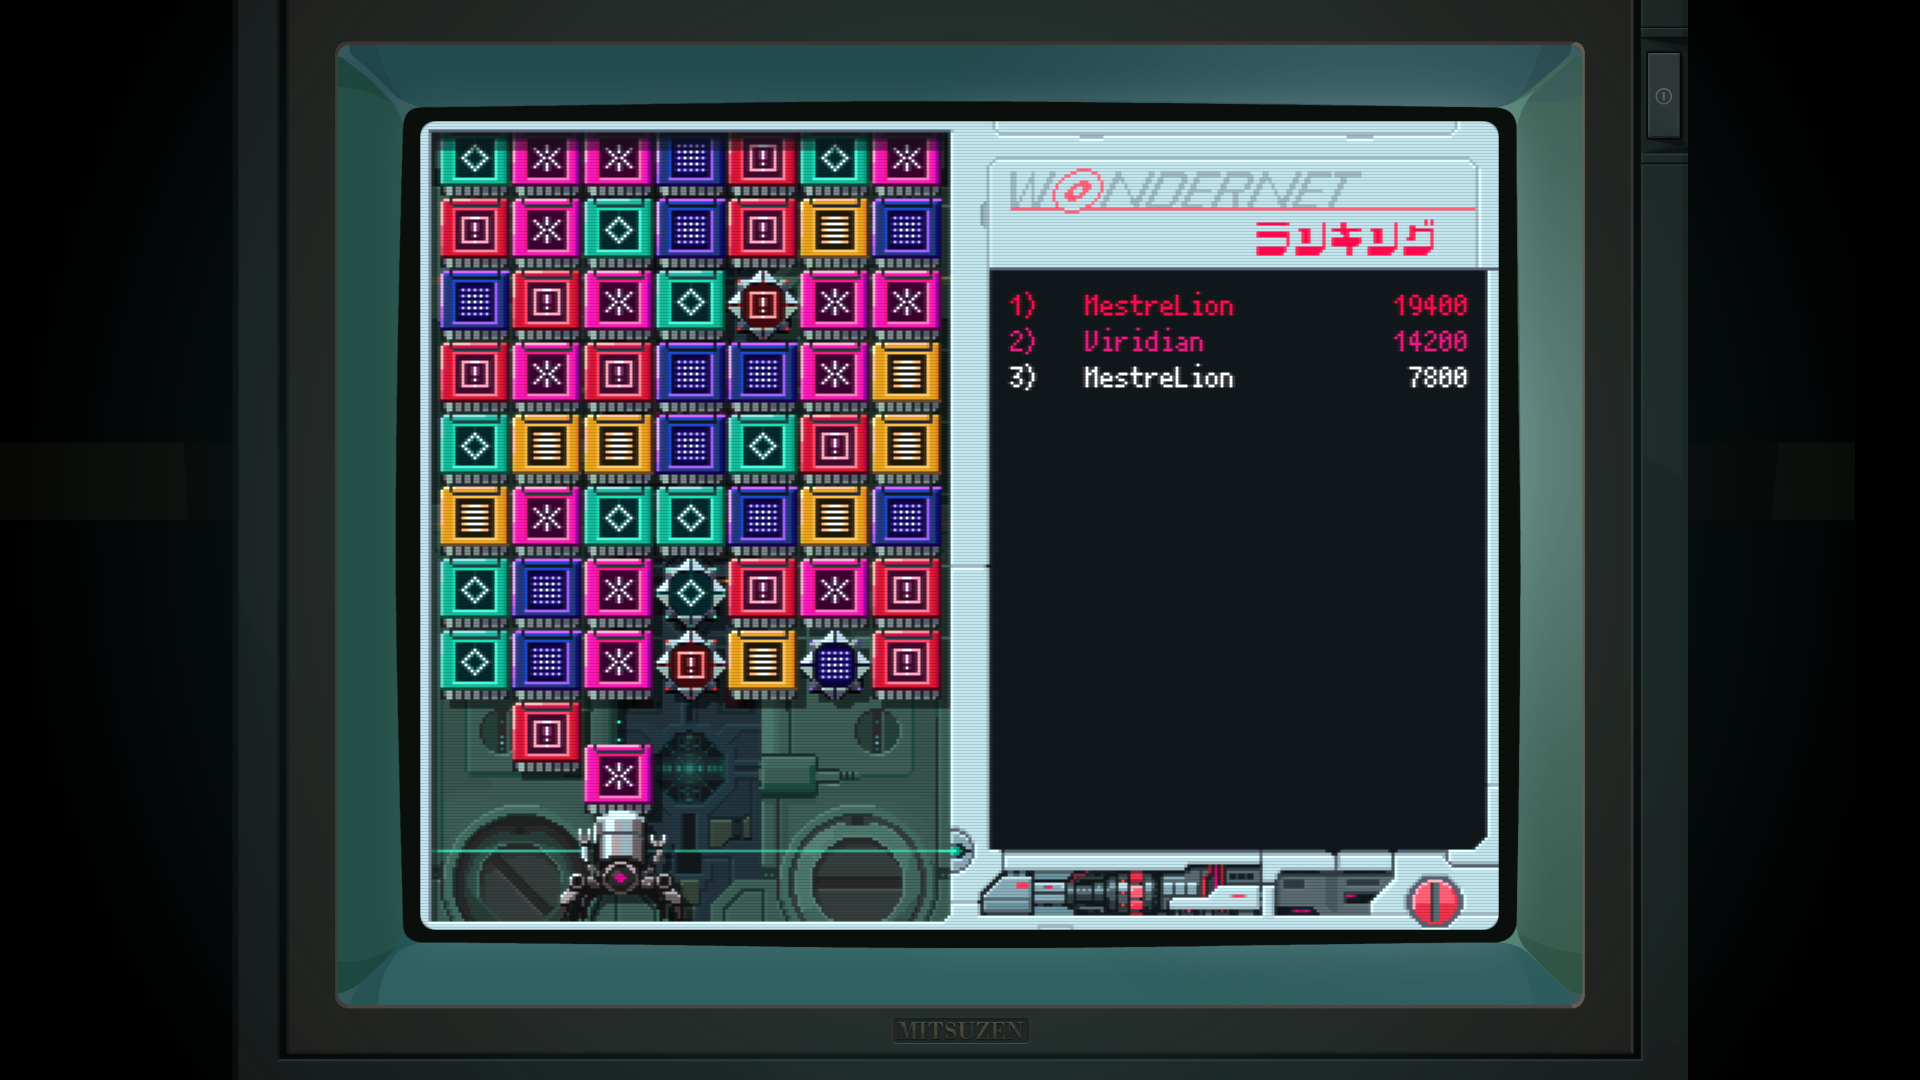 WONDERNET
ランキング
1) MestreLion 19400
2) Viridian 14200
3) MestreLion 7800
MITSUZEN